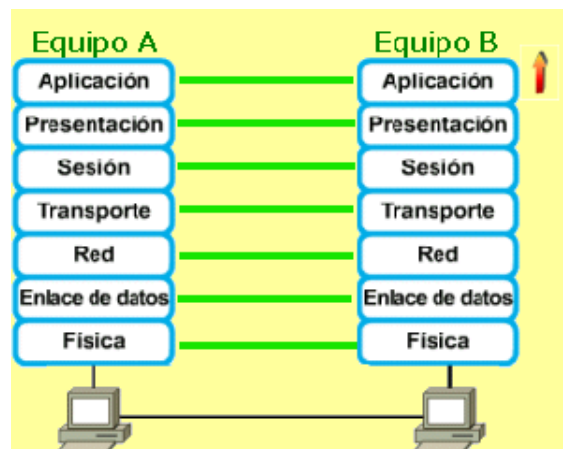 Equipo A
Equipo B
Aplicación
Aplicación
Presentación
Presentación
Sesión
Sesión
Transporte
Transporte
Red
Red
Enlace de datos
Enlace de datos
Física
Física